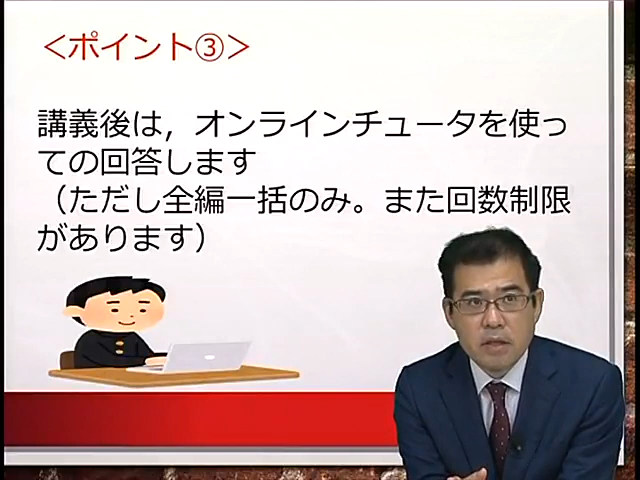 ＜ポイント③＞
講義後は，オンラインチュータを使っ
ての回答します
（ただし全編一括のみ。また回数制限
があります）